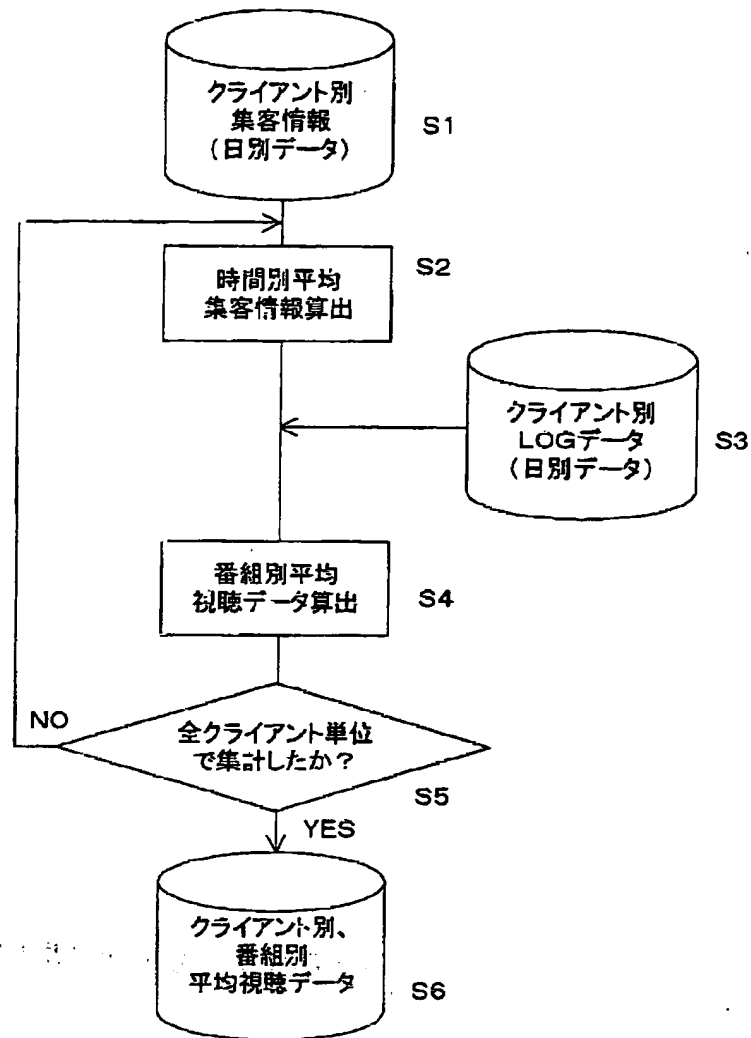 クライアント別
集客情報
(日別データ)
S1
時間別平均
集客情報算出
S2
クライアント別
LOGデータ
(日別データ)
S3
番組別平均
視聴データ算出
S4
NO
全クライアント単位
で集計したか?
S5
YES
クライアント別、
番組別
平均視聴データ
S6